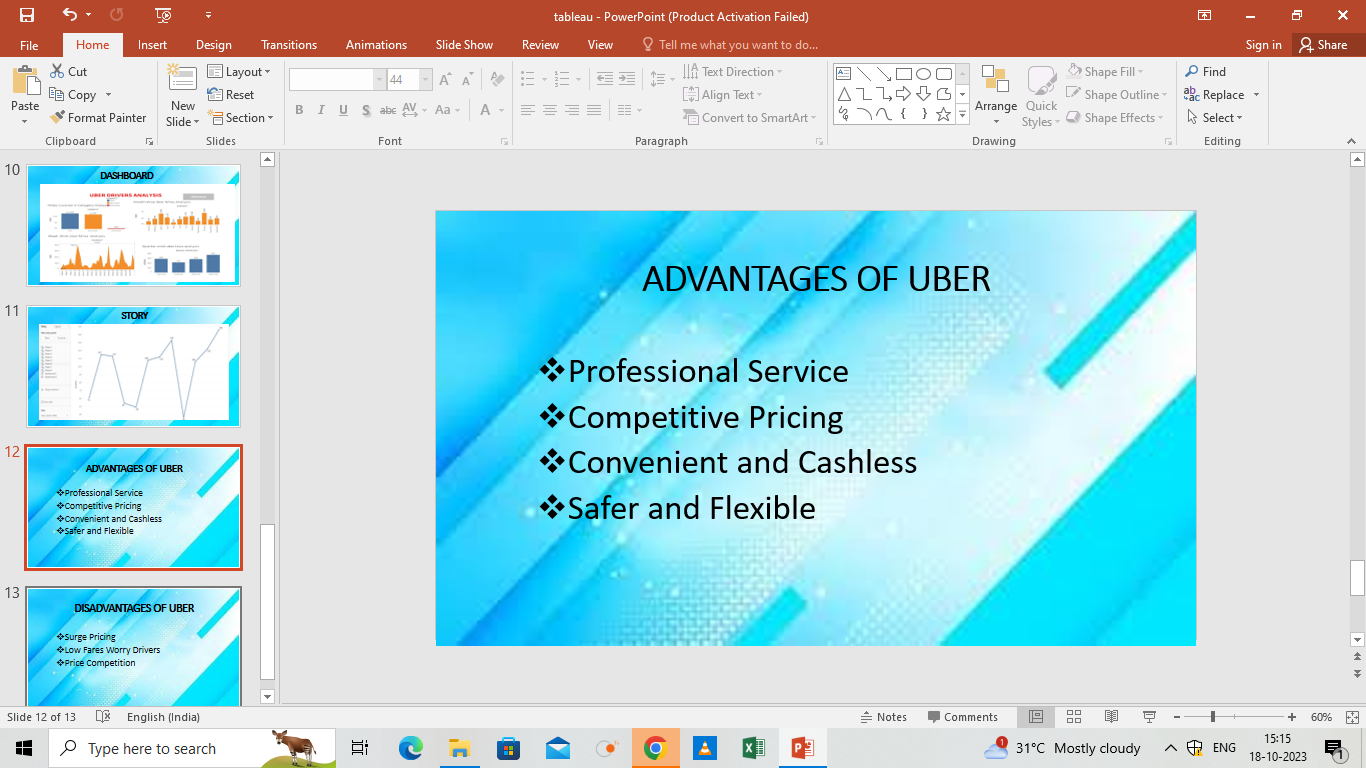 tableau - PowerPoint (Product Activation Failed)
File Home Insert Design Transitions Animations Slide Show Review View Tell me what you want to do... Sign in Share
Paste
Cut
Copy
Format Painter
Clipboard
New Slide
Layout
Reset
Section
Slides
44
B I U S abc AV Aa A
Font
Text Direction
Align Text
Convert to SmartArt
Paragraph
Arrange
Quick Styles
Shape Fill
Shape Outline
Shape Effects
Drawing
Find
Replace
Select
Editing
10
DASHBOARD
UBER DRIVERS ANALYSIS
11
STORY
12
ADVANTAGES OF UBER
❖Professional Service
❖Competitive Pricing
❖Convenient and Cashless
❖Safer and Flexible
13
DISADVANTAGES OF UBER
❖Surge Pricing
❖Low Fares Worry Drivers
❖Price Competition
ADVANTAGES OF UBER
❖Professional Service
❖Competitive Pricing
❖Convenient and Cashless
❖Safer and Flexible
Slide 12 of 13 English (India) Notes Comments 60%
Type here to search
1
31°C Mostly cloudy
ENG
15:15
18-10-2023
1